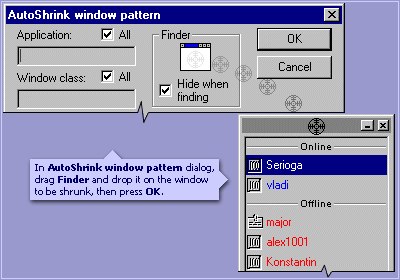 AutoShrink window pattern
Application:
All
Finder
OK
Window class:
All
Hide when
finding
Cancel
In AutoShrink window pattern dialog,
drag Finder and drop it on the window
to be shrunk, then press OK.
Online
Serioga
vladi
Offline
major
alex1001
Konstantin